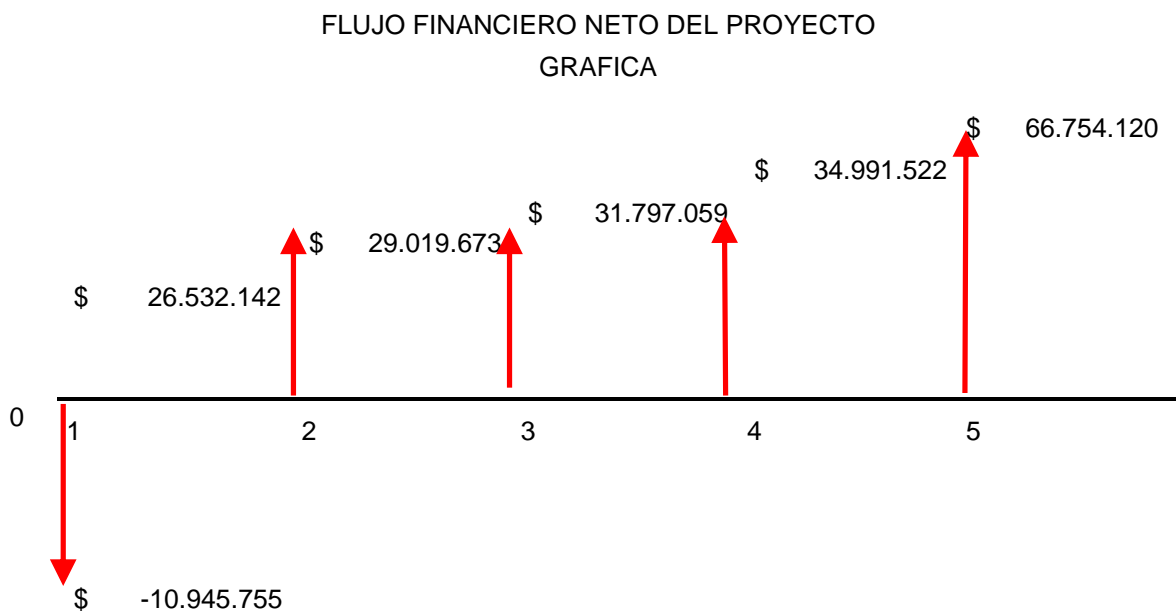 FLUJO FINANCIERO NETO DEL PROYECTO
GRAFICA
$ 66.754.120
$ 34.991.522
$ 31.797.059
$ 29.019.673
$ 26.532.142
0
1 2 3 4 5
$ -10.945.755